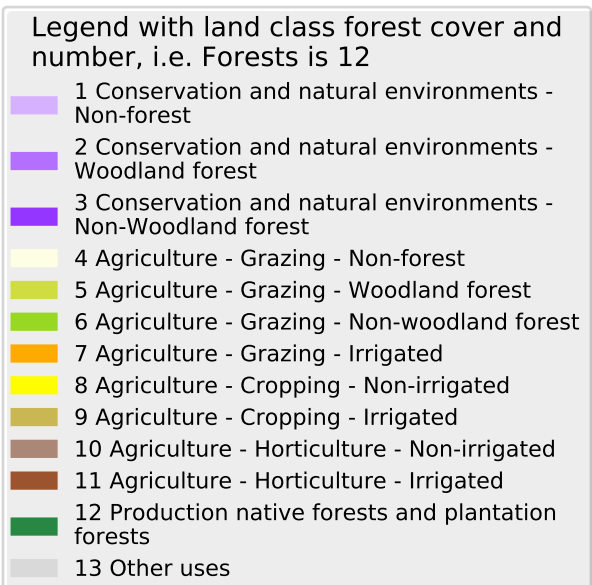 Legend with land class forest cover and
number, i.e. Forests is 12
1 Conservation and natural environments -
Non-forest
2 Conservation and natural environments -
Woodland forest
3 Conservation and natural environments -
Non-Woodland forest
4 Agriculture - Grazing - Non-forest
5 Agriculture - Grazing - Woodland forest
6 Agriculture - Grazing - Non-woodland forest
7 Agriculture - Grazing - Irrigated
8 Agriculture - Cropping - Non-irrigated
9 Agriculture - Cropping - Irrigated
10 Agriculture - Horticulture - Non-irrigated
11 Agriculture - Horticulture - Irrigated
12 Production native forests and plantation
forests
13 Other uses